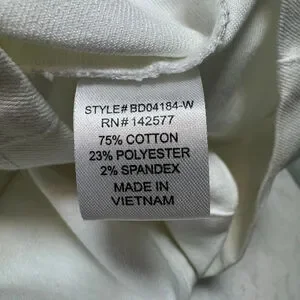 STYLE# BD04184-W
RN# 142577
75% COTTON
23% POLYESTER
2% SPANDEX
MADE IN
VIETNAM